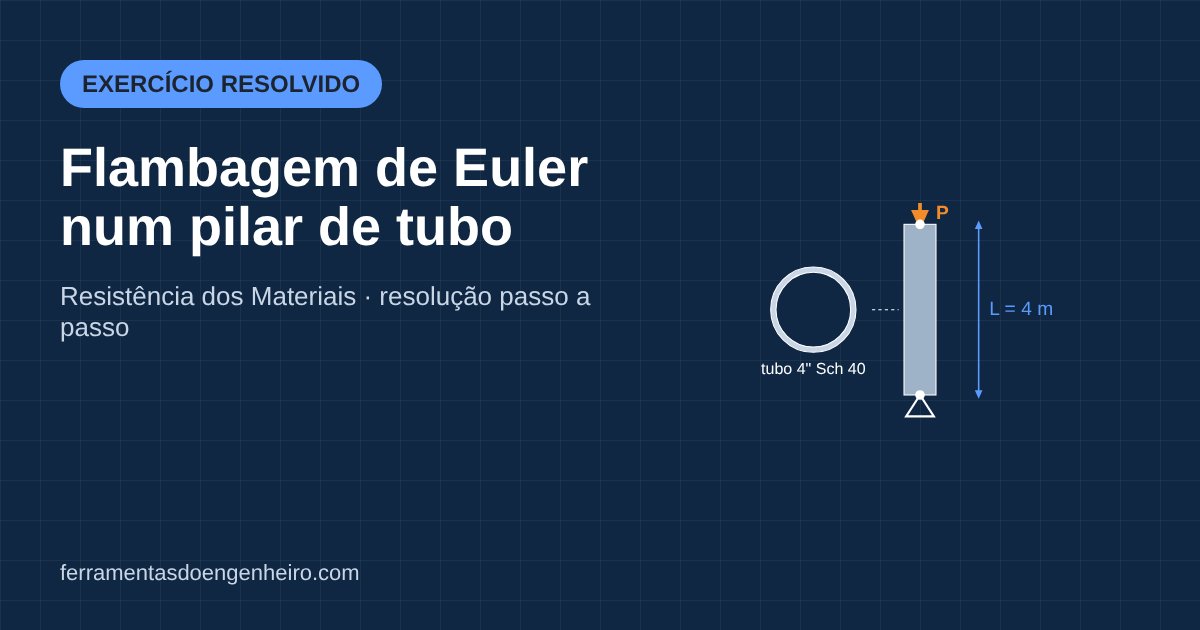 EXERCÍCIO RESOLVIDO
Flambagem de Euler
num pilar de tubo
Resistência dos Materiais · resolução passo a
passo
P
L = 4 m
tubo 4" Sch 40
ferramentasdoengenheiro.com